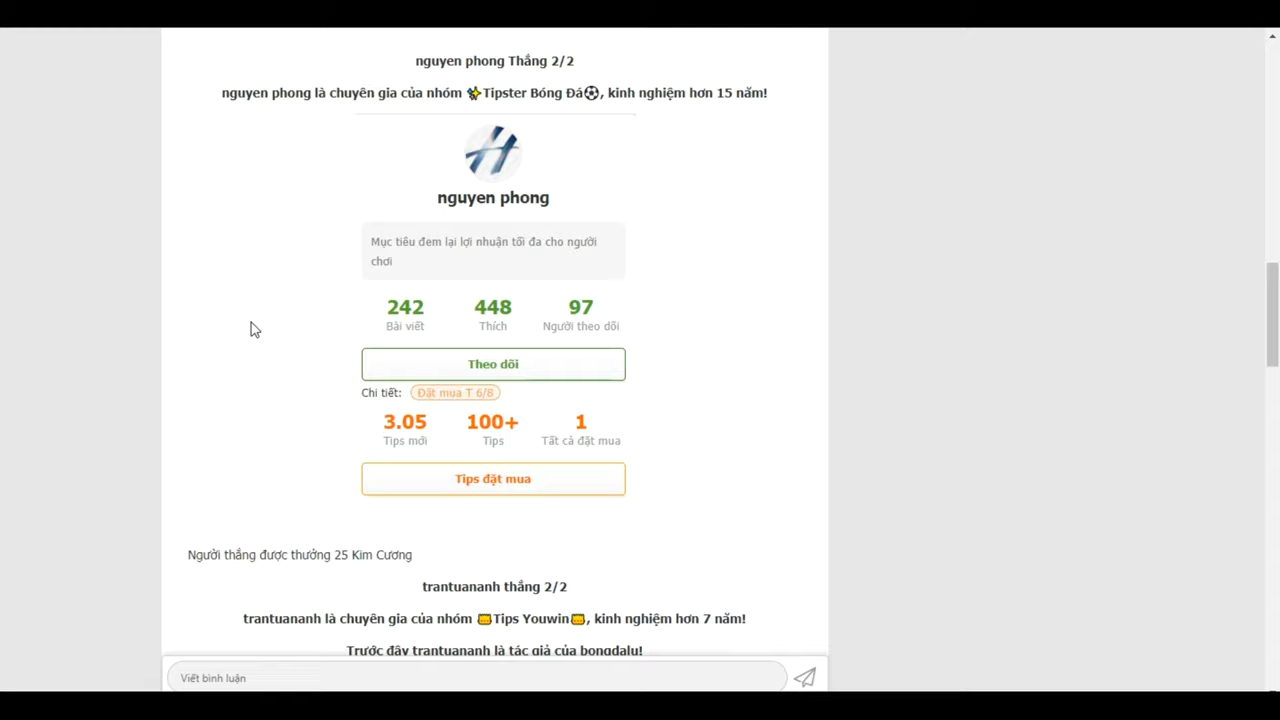 nguyen phong Thắng 2/2
nguyen phong là chuyên gia của nhóm ✨Tipster Bóng Đá⚽, kinh nghiệm hơn 15 năm!
nguyen phong
Mục tiêu đem lại lợi nhuận tối đa cho người
chơi
242 448 97
Bài viết Thích Người theo dõi
Theo dõi
Chi tiết: Đặt mua T 6/8
3.05 100+ 1
Tips mới Tips Tất cả đặt mua
Tips đặt mua
Người thắng được thưởng 25 Kim Cương
trantuananh thắng 2/2
trantuananh là chuyên gia của nhóm Tips Youwin, kinh nghiệm hơn 7 năm!
Trước đây trantuananh là tác giả của bongdalu!
Viết bình luận